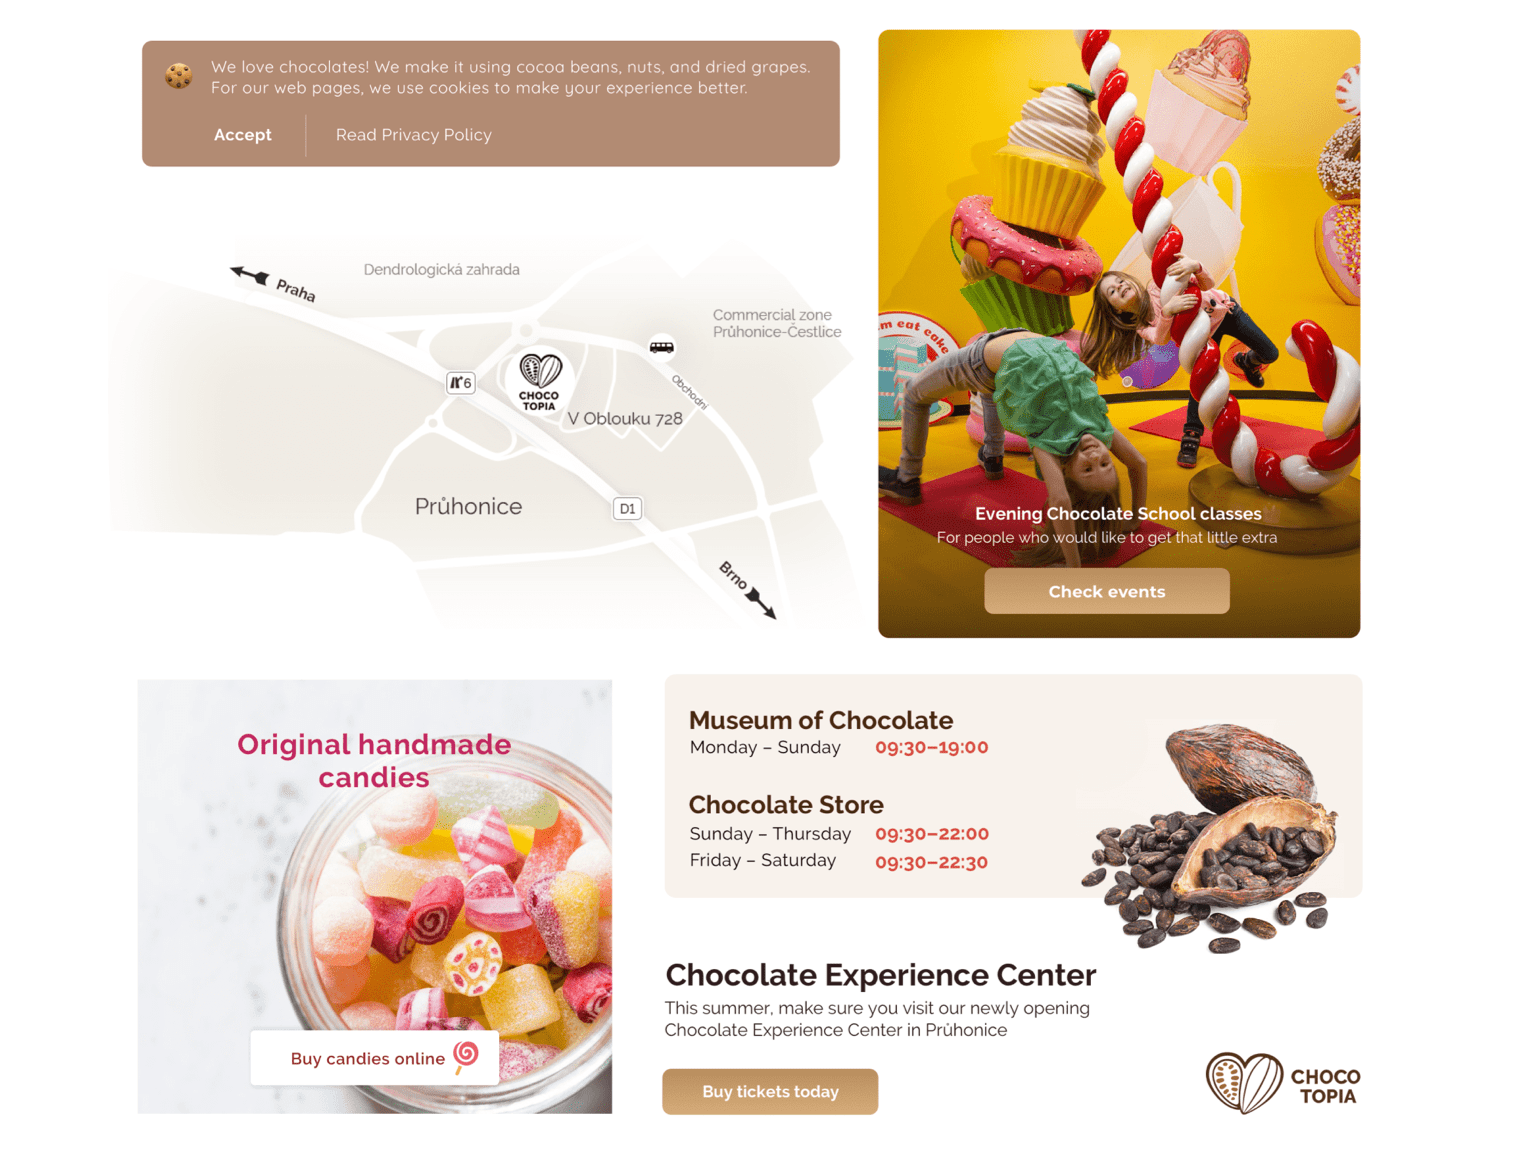 We love chocolates! We make it using cocoa beans, nuts, and dried grapes.
For our web pages, we use cookies to make your experience better.
Accept
Read Privacy Policy
Praha
Dendrologická zahrada
Commercial zone
Průhonice-Čestlice
6
CHOCO
TOPIA
V Oblouku 728
Obchodní
Průhonice
D1
Brno
eat cake
Evening Chocolate School classes
For people who would like to get that little extra
Check events
Original handmade
candies
Buy candies online
Museum of Chocolate
Monday – Sunday 09:30–19:00
Chocolate Store
Sunday – Thursday 09:30–22:00
Friday – Saturday 09:30–22:30
Chocolate Experience Center
This summer, make sure you visit our newly opening
Chocolate Experience Center in Průhonice
Buy tickets today
CHOCO
TOPIA